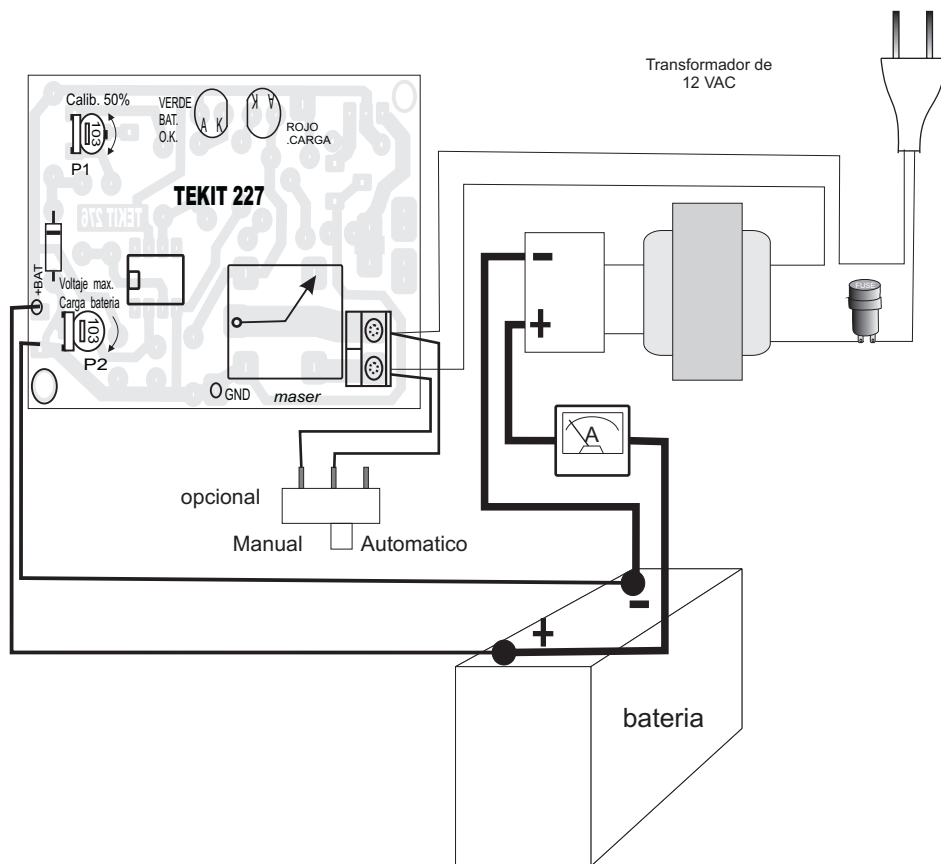 Transformador de
12 VAC
Calib. 50%
103
P1
VERDE
BAT.
O.K.
A K
A K
ROJO
.CARGA
TEKIT 227
TEKIT 276
+BAT
Voltaje max.
Carga bateria
103
P2
GND
maser
FUSE
-
+
A
opcional
Manual
Automatico
-
+
bateria